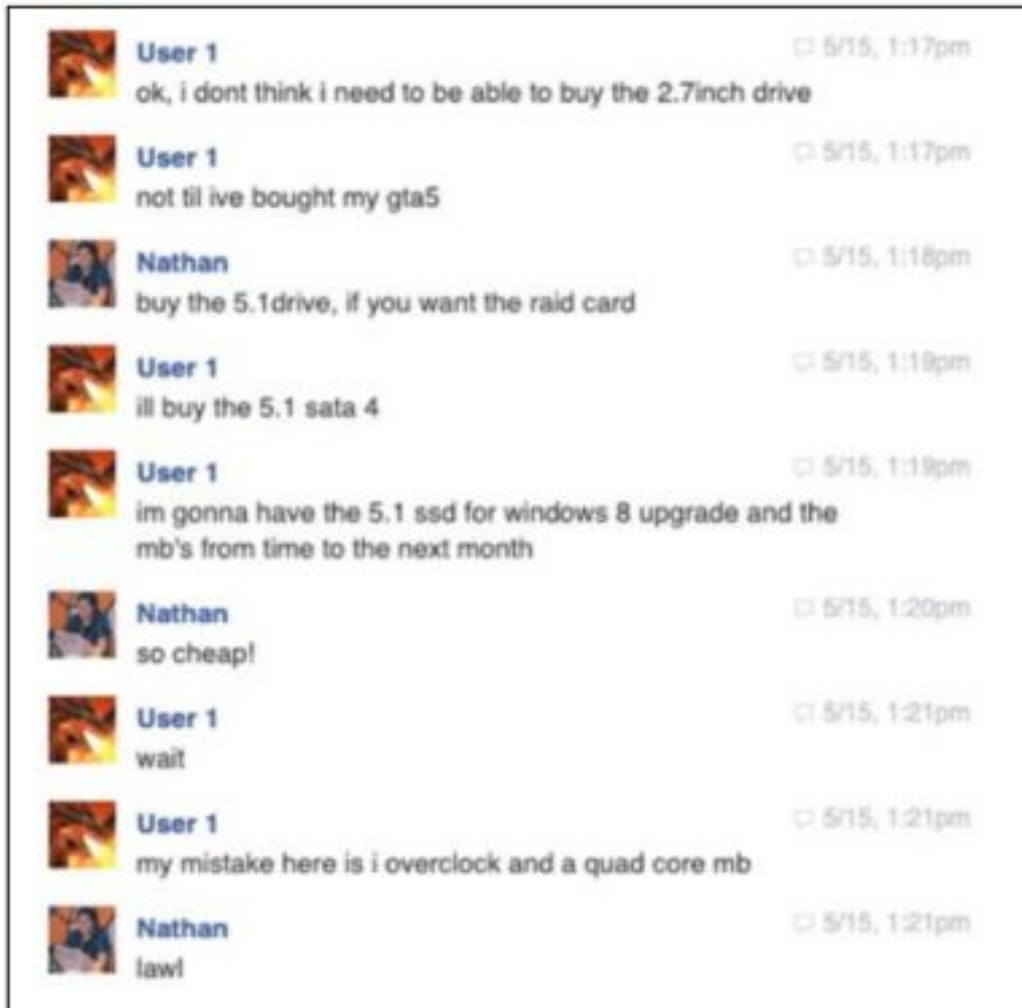 User 1
5/15, 1:17pm
ok, i dont think i need to be able to buy the 2.7inch drive
User 1
5/15, 1:17pm
not til ive bought my gta5
Nathan
5/15, 1:18pm
buy the 5.1drive, if you want the raid card
User 1
5/15, 1:19pm
ill buy the 5.1 sata 4
User 1
5/15, 1:19pm
im gonna have the 5.1 ssd for windows 8 upgrade and the
mb's from time to the next month
Nathan
5/15, 1:20pm
so cheap!
User 1
5/15, 1:21pm
wait
User 1
5/15, 1:21pm
my mistake here is i overclock and a quad core mb
Nathan
5/15, 1:21pm
lawl